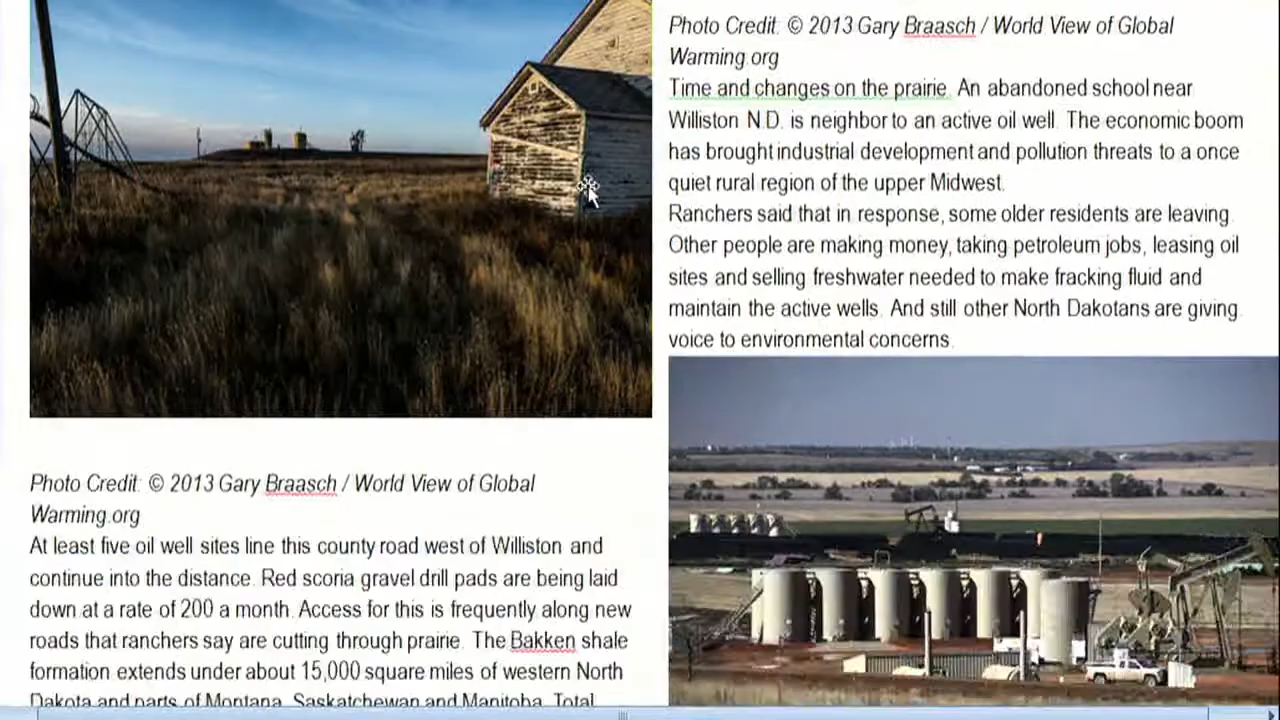 Photo Credit: © 2013 Gary Braasch / World View of Global
Warming.org
At least five oil well sites line this county road west of Williston and
continue into the distance. Red scoria gravel drill pads are being laid
down at a rate of 200 a month. Access for this is frequently along new
roads that ranchers say are cutting through prairie. The Bakken shale
formation extends under about 15,000 square miles of western North
Dakota and parts of Montana, Saskatchewan and Manitoba. Total
Photo Credit: © 2013 Gary Braasch / World View of Global
Warming.org
Time and changes on the prairie. An abandoned school near
Williston N.D. is neighbor to an active oil well. The economic boom
has brought industrial development and pollution threats to a once
quiet rural region of the upper Midwest.
Ranchers said that in response, some older residents are leaving.
Other people are making money, taking petroleum jobs, leasing oil
sites and selling freshwater needed to make fracking fluid and
maintain the active wells. And still other North Dakotans are giving
voice to environmental concerns.